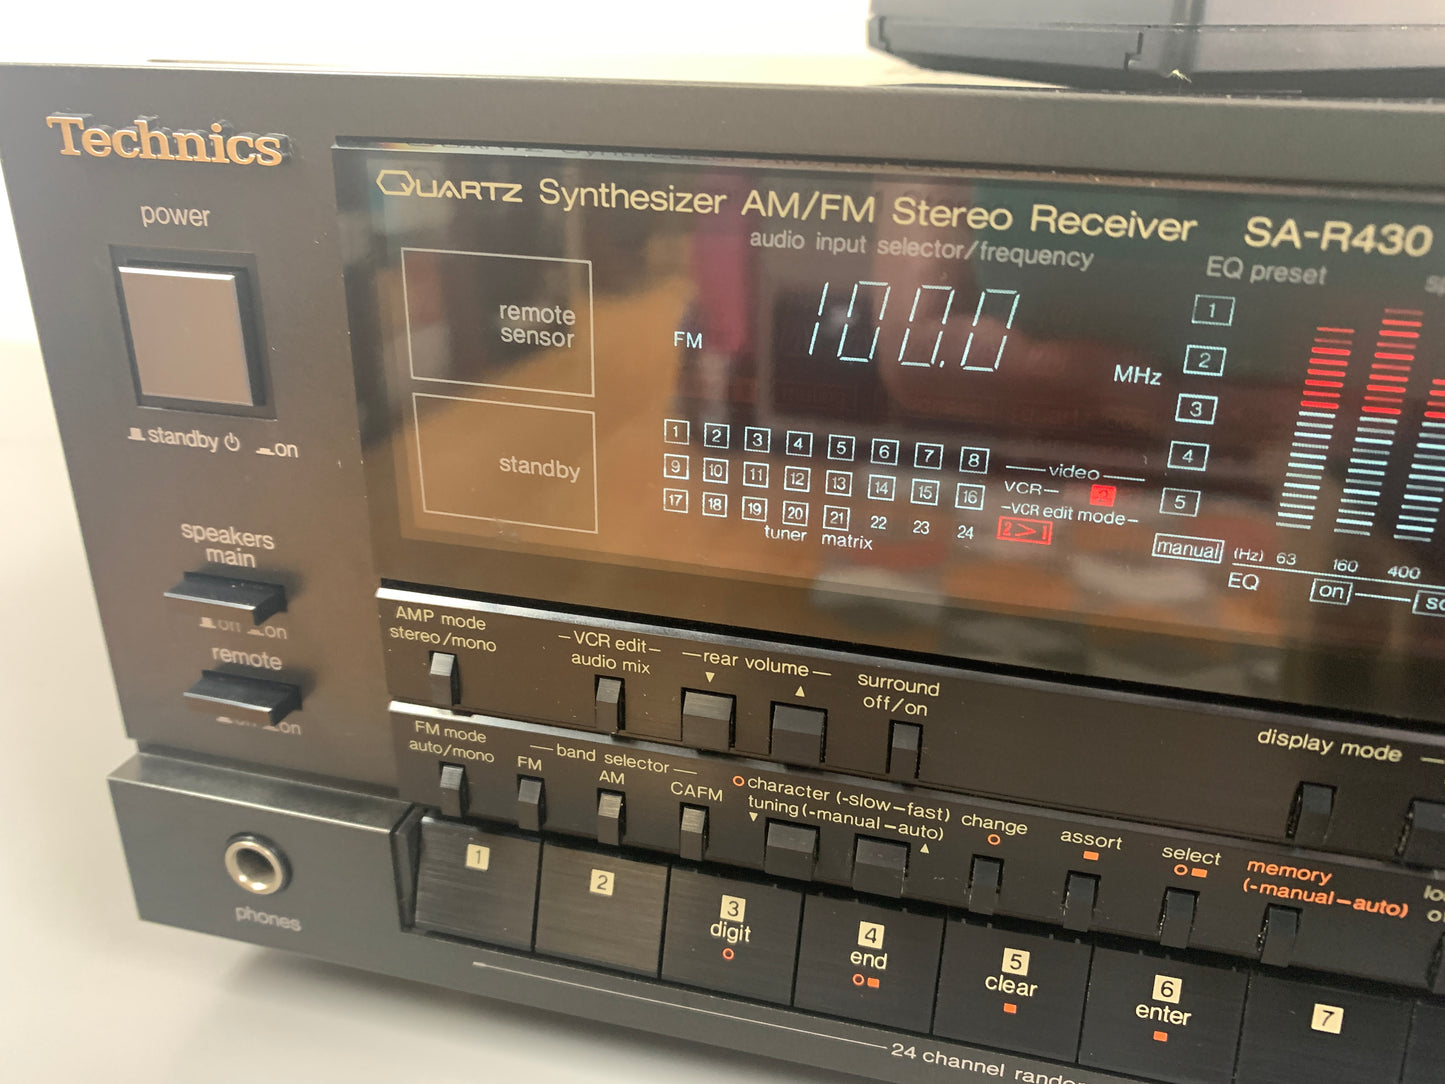 Technics
power
standby on
speakers
main
off on
remote
on
phones
QUARTZ Synthesizer AM/FM Stereo Receiver SA-R430
audio input selector/frequency
EQ preset
remote
sensor
standby
FM 100.0 MHz
1 2 3 4 5 6 7 8
9 10 11 12 13 14 15 16
17 18 19 20 21 22 23 24
tuner matrix
video
VCR 2
-VCR edit mode-
2 > 1
1
2
3
4
5
manual
(Hz) 63 160 400
EQ on
AMP mode
stereo/mono
-VCR edit-
audio mix
rear volume
surround
off/on
display mode
FM mode
auto/mono
band selector
FM AM CAFM
character (-slow-fast)
tuning (-manual-auto)
change
assort
select
memory
(-manual-auto)
1
2
3
digit
4
end
5
clear
6
enter
7
24 channel